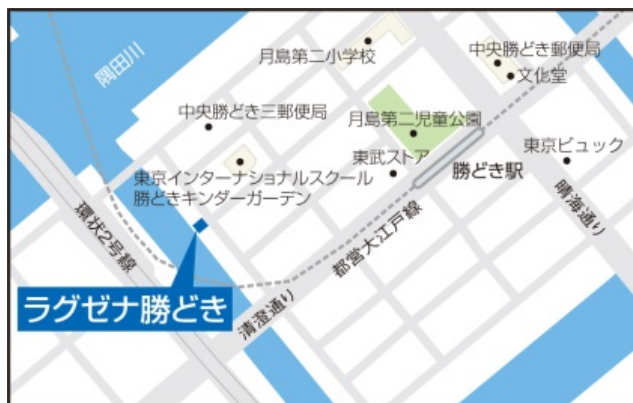 隅田川
月島第二小学校
中央勝どき郵便局
文化堂
中央勝どき三郵便局
月島第二児童公園
東京インターナショナルスクール
勝どきキンダーガーデン
東武ストア
勝どき駅
東京ビュック
環状2号線
都営大江戸線
晴海通り
ラグゼナ勝どき
清澄通り